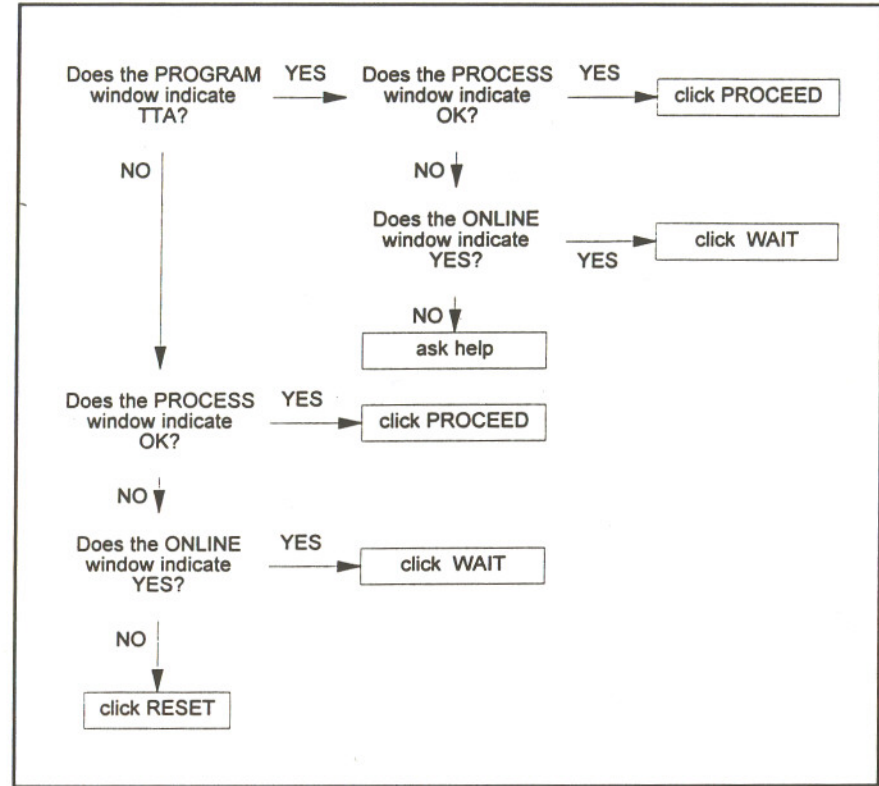 Does the PROGRAM
window indicate
TTA?
YES
Does the PROCESS
window indicate
OK?
YES
click PROCEED
NO
NO
Does the ONLINE
window indicate
YES?
YES
click WAIT
NO
ask help
Does the PROCESS
window indicate
OK?
YES
click PROCEED
NO
Does the ONLINE
window indicate
YES?
YES
click WAIT
NO
click RESET